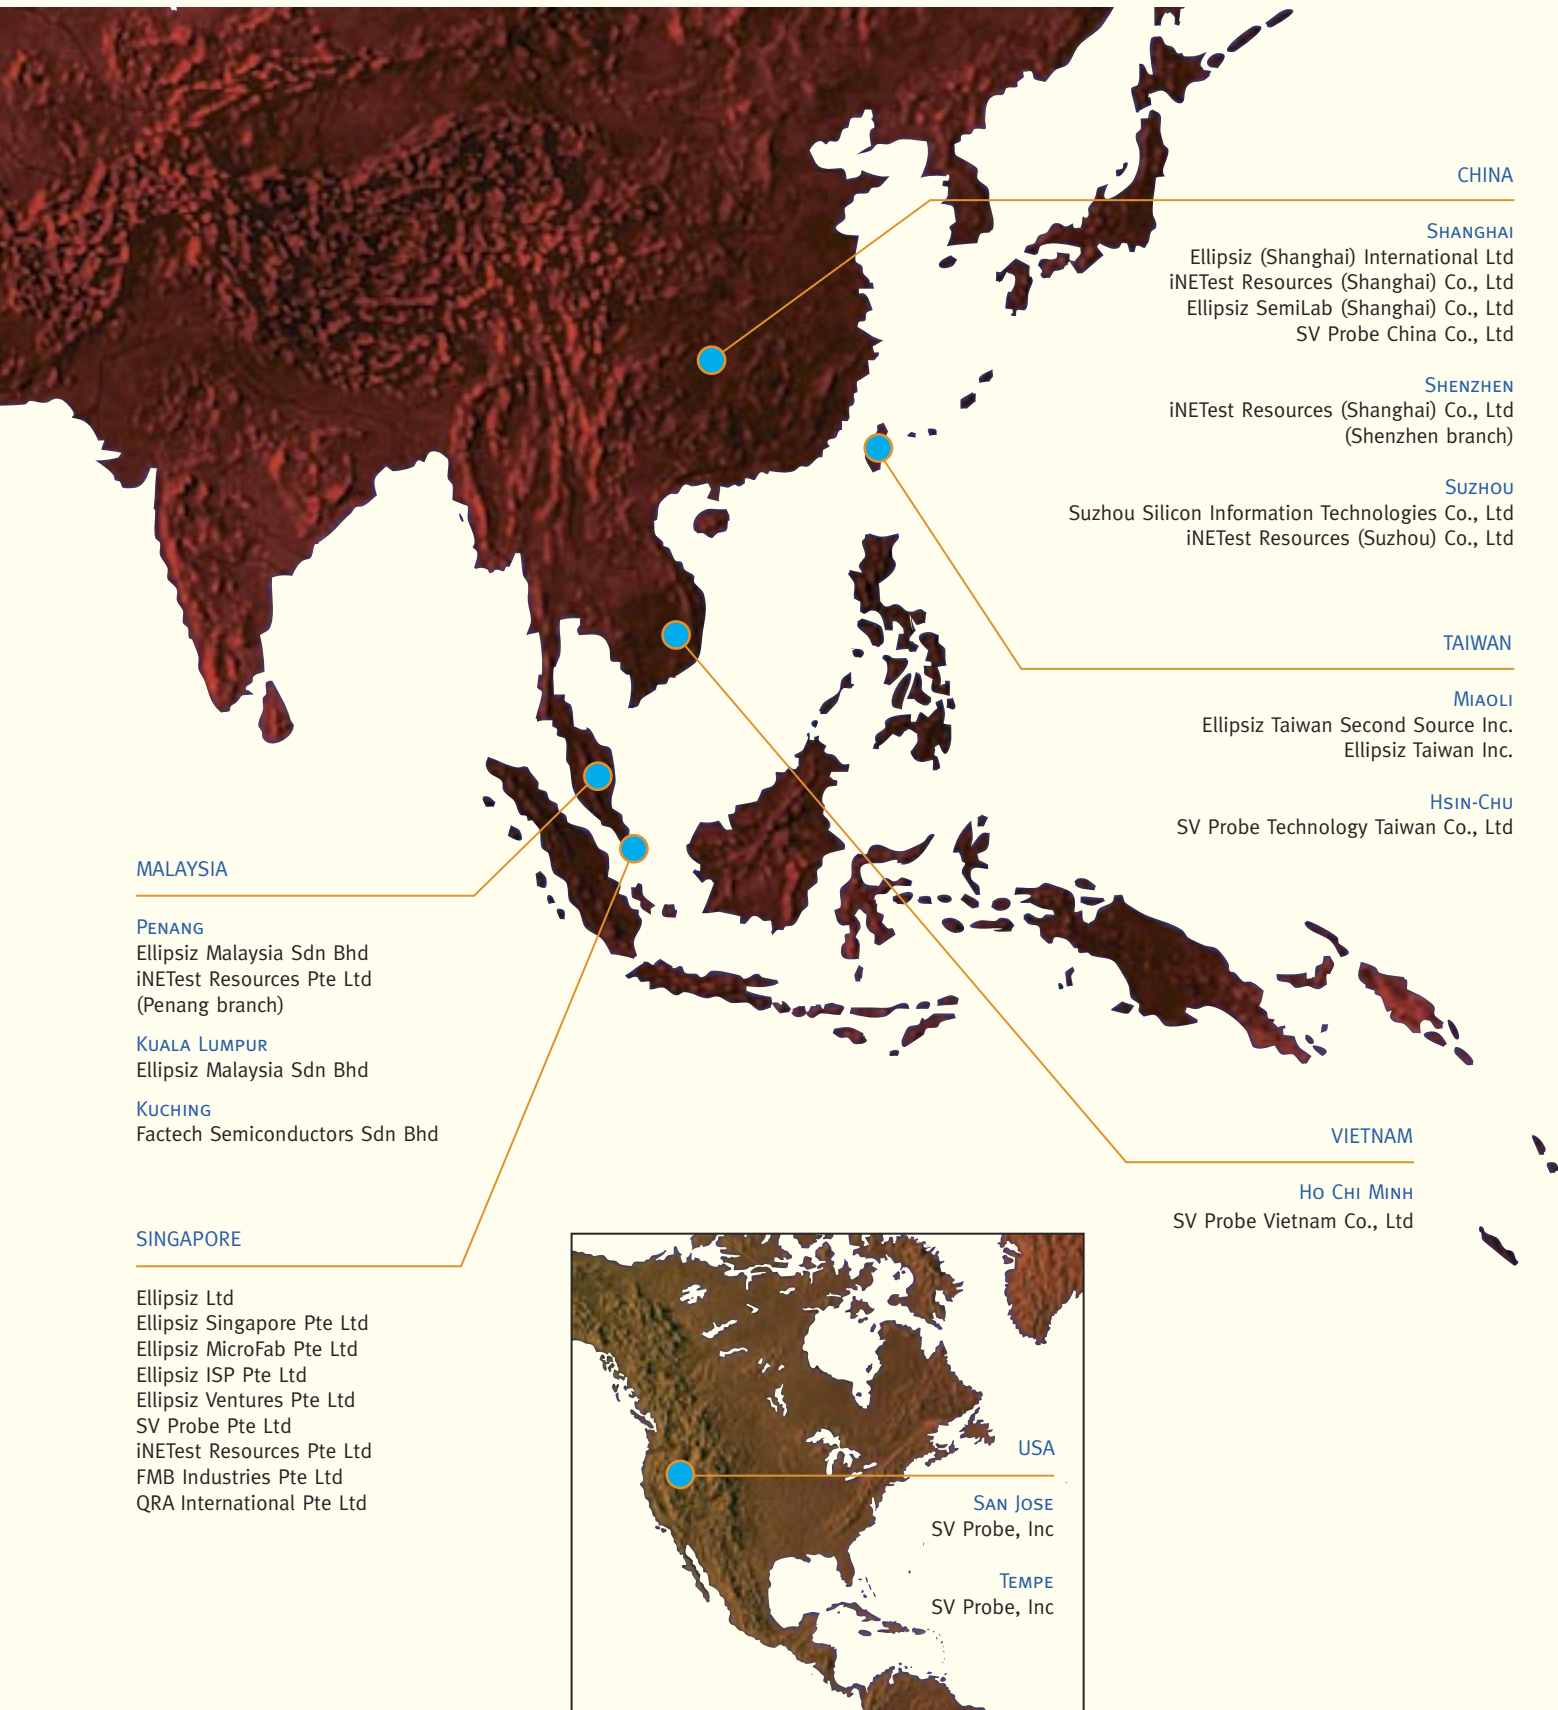 CHINA
SHANGHAI
Ellipsiz (Shanghai) International Ltd
iNETest Resources (Shanghai) Co., Ltd
Ellipsiz SemiLab (Shanghai) Co., Ltd
SV Probe China Co., Ltd
SHENZHEN
iNETest Resources (Shanghai) Co., Ltd
(Shenzhen branch)
SUZHOU
Suzhou Silicon Information Technologies Co., Ltd
iNETest Resources (Suzhou) Co., Ltd
TAIWAN
MIAOLI
Ellipsiz Taiwan Second Source Inc.
Ellipsiz Taiwan Inc.
HSIN-CHU
SV Probe Technology Taiwan Co., Ltd
MALAYSIA
PENANG
Ellipsiz Malaysia Sdn Bhd
iNETest Resources Pte Ltd
(Penang branch)
KUALA LUMPUR
Ellipsiz Malaysia Sdn Bhd
KUCHING
Factech Semiconductors Sdn Bhd
VIETNAM
HO CHI MINH
SV Probe Vietnam Co., Ltd
SINGAPORE
Ellipsiz Ltd
Ellipsiz Singapore Pte Ltd
Ellipsiz MicroFab Pte Ltd
Ellipsiz ISP Pte Ltd
Ellipsiz Ventures Pte Ltd
SV Probe Pte Ltd
iNETest Resources Pte Ltd
FMB Industries Pte Ltd
QRA International Pte Ltd
USA
SAN JOSE
SV Probe, Inc
TEMPE
SV Probe, Inc